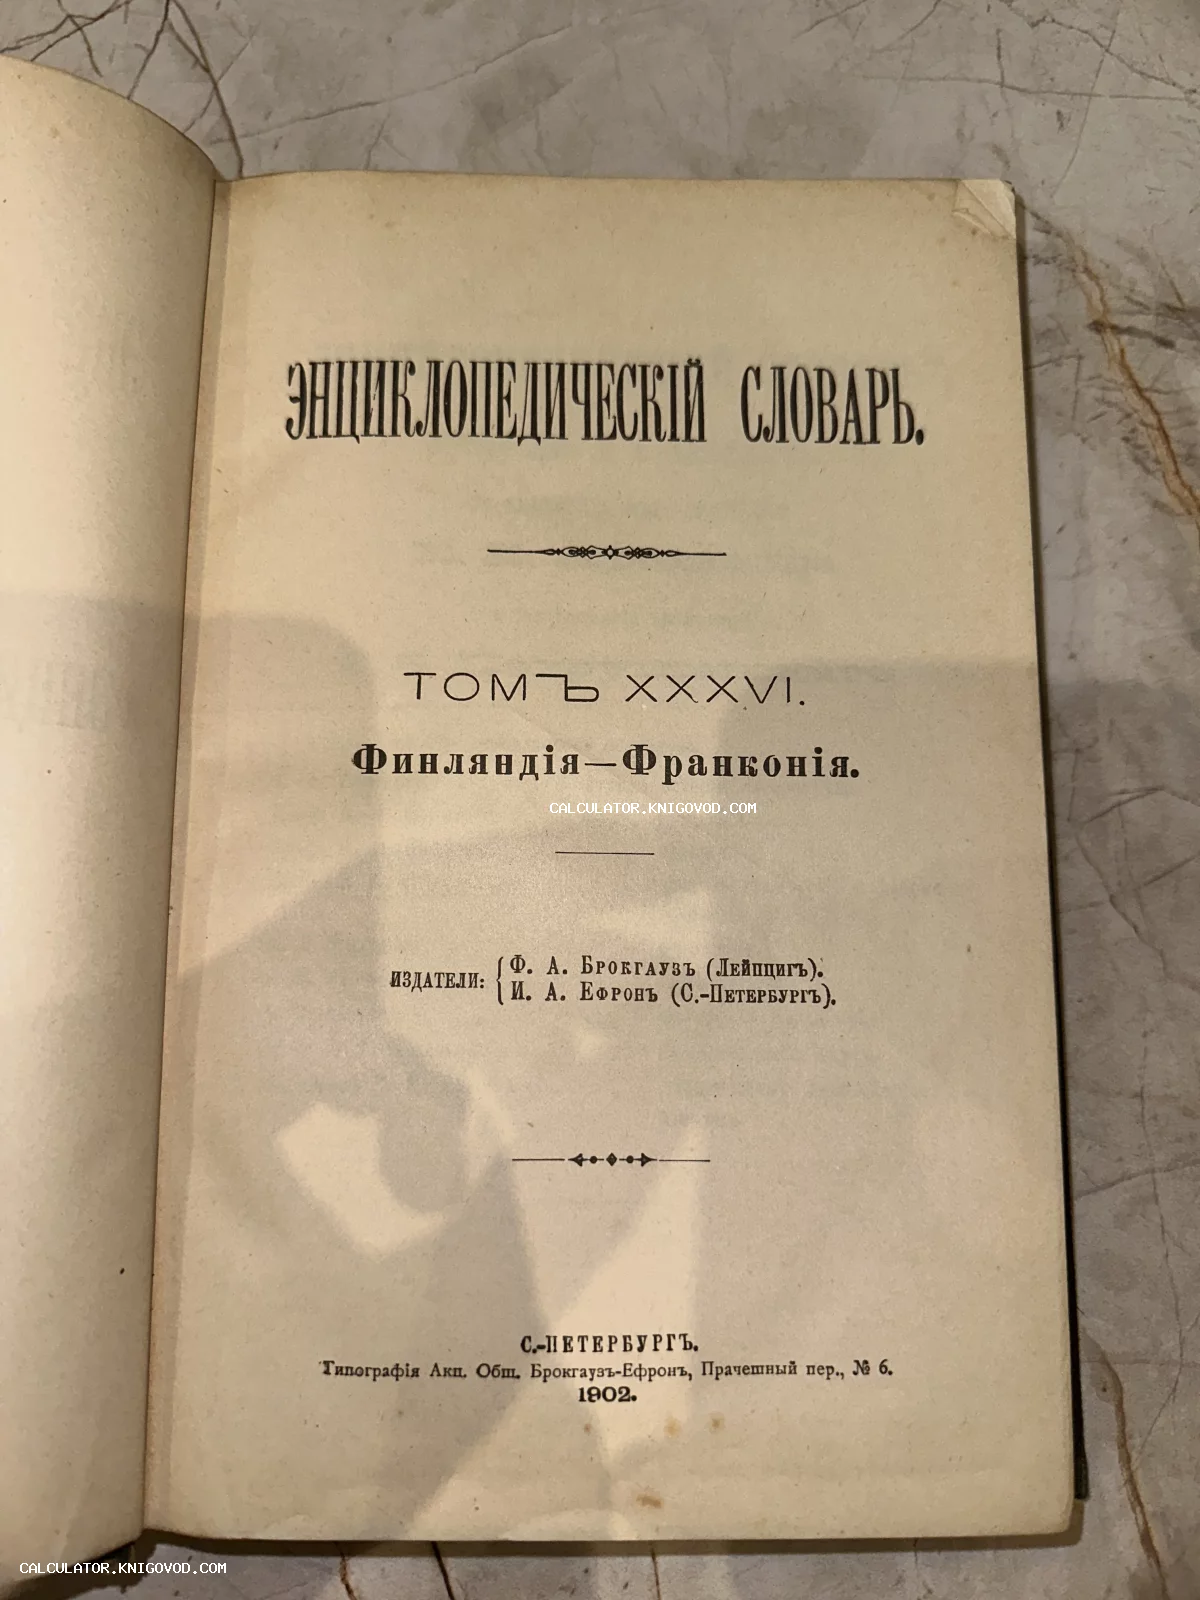 ЭНЦИКЛОПЕДИЧЕСКІЙ СЛОВАРЬ.
ТОМЪ XXXVI.
Финляндія—Франконія.
CALCULATOR.KNIGOVOD.COM
ИЗДАТЕЛИ: { Ф. А. БРОКГАУЗЪ (ЛЕЙПЦИГЪ).
И. А. ЕФРОНЪ (С.-ПЕТЕРБУРГЪ).
С.-ПЕТЕРБУРГЪ.
Типографія Акц. Общ. Брокгаузъ-Ефронъ, Прачешный пер., № 6.
1902.
CALCULATOR.KNIGOVOD.COM